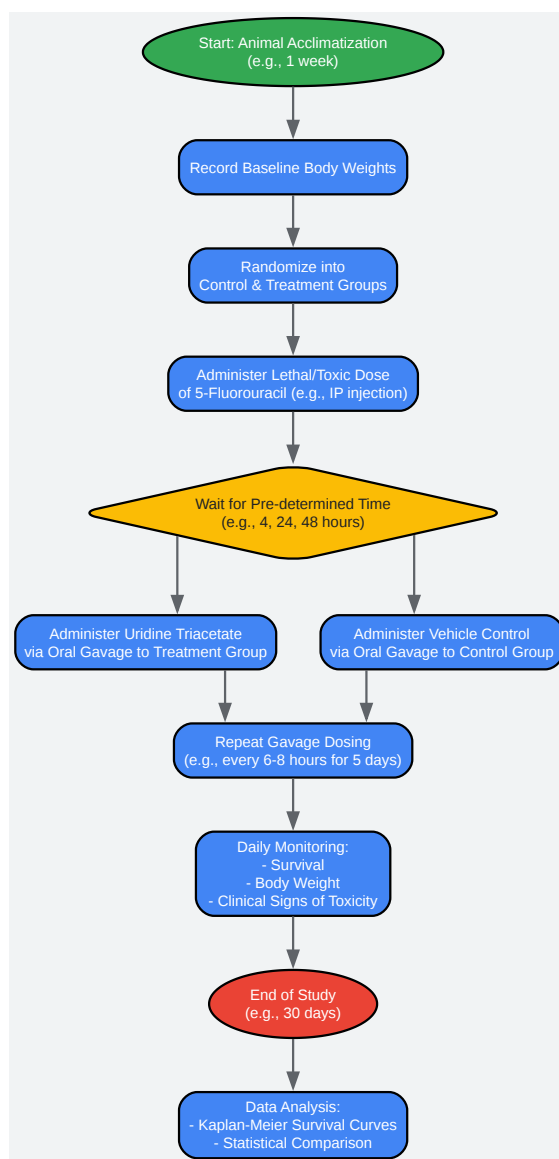 Start: Animal Acclimatization
(e.g., 1 week)
Record Baseline Body Weights
Randomize into
Control & Treatment Groups
Administer Lethal/Toxic Dose
of 5-Fluorouracil (e.g., IP injection)
Wait for Pre-determined Time
(e.g., 4, 24, 48 hours)
Administer Uridine Triacetate
via Oral Gavage to Treatment Group
Administer Vehicle Control
via Oral Gavage to Control Group
Repeat Gavage Dosing
(e.g., every 6-8 hours for 5 days)
Daily Monitoring:
- Survival
- Body Weight
- Clinical Signs of Toxicity
End of Study
(e.g., 30 days)
Data Analysis:
- Kaplan-Meier Survival Curves
- Statistical Comparison